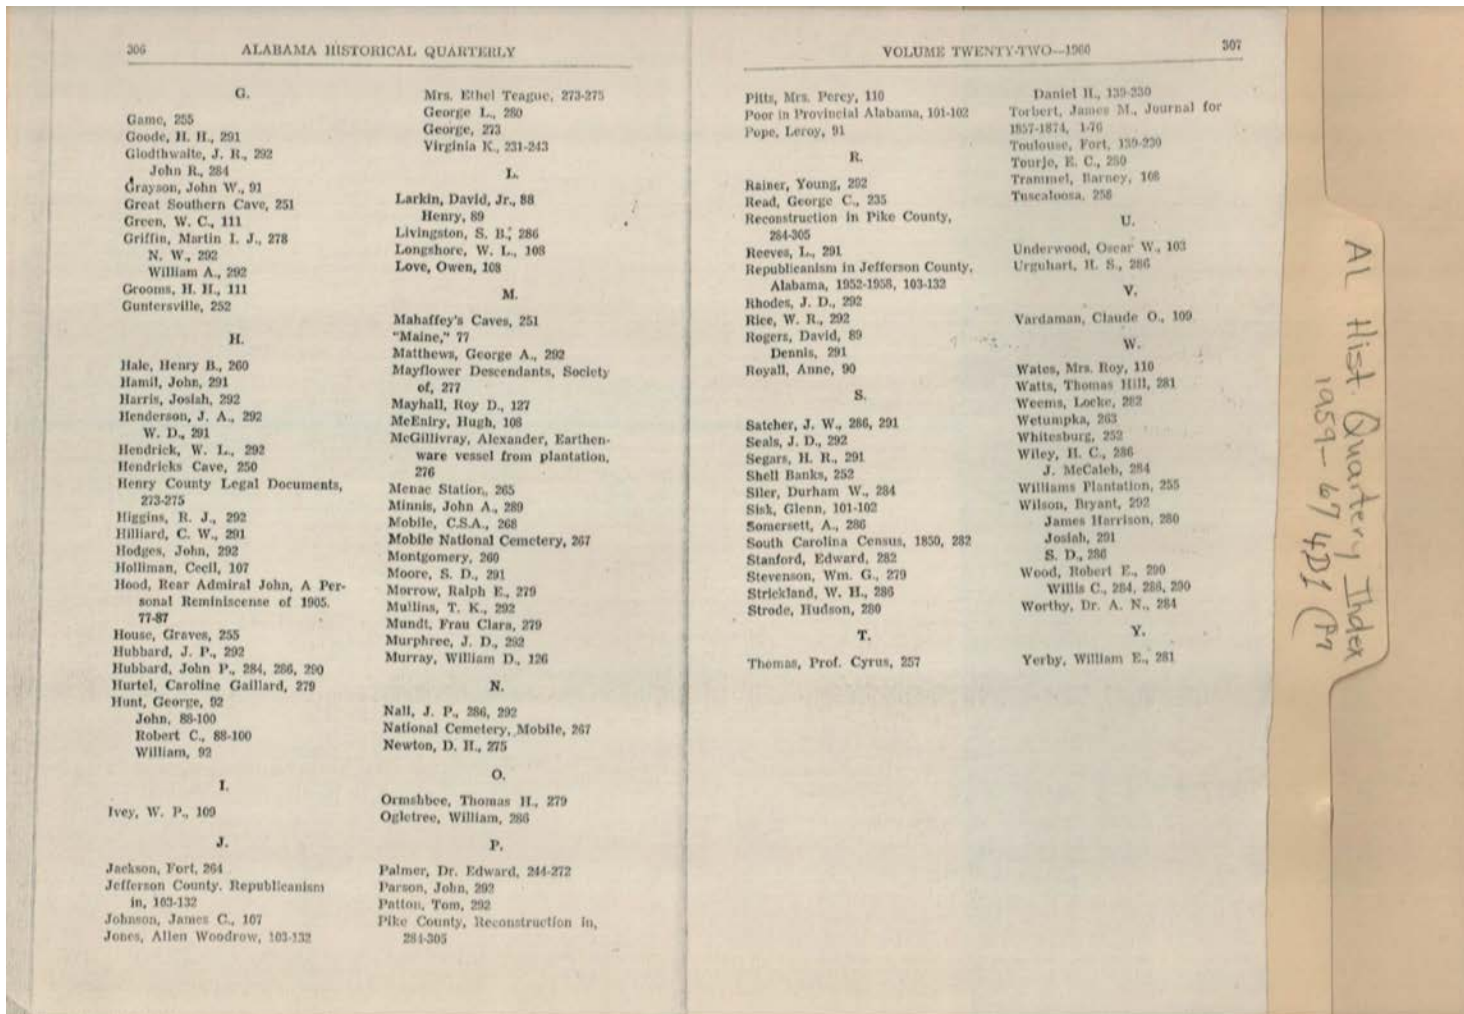 306 ALABAMA HISTORICAL QUARTERLY
G.
Game, 255
Goode, H. H., 291
Glodthwaite, J. R., 292
John R., 284
Grayson, John W., 91
Great Southern Cave, 251
Green, W. C., 111
Griffin, Martin I. J., 278
N. W., 292
William A., 292
Grooms, H. H., 111
Guntersville, 252
H.
Hale, Henry B., 260
Hamil, John, 291
Harris, Josiah, 292
Henderson, J. A., 292
W. D., 291
Hendrick, W. L., 292
Hendricks Cave, 250
Henry County Legal Documents,
273-275
Higgins, R. J., 292
Hilliard, C. W., 291
Hodges, John, 292
Holliman, Cecil, 107
Hood, Rear Admiral John, A Per-
sonal Reminiscense of 1905.
77-87
House, Graves, 255
Hubbard, J. P., 292
Hubbard, John P., 284, 286, 290
Hurtel, Caroline Gaillard, 279
Hunt, George, 92
John, 88-100
Robert C., 88-100
William, 92
I.
Ivey, W. P., 109
J.
Jackson, Fort, 264
Jefferson County. Republicanism
in, 103-132
Johnson, James C., 107
Jones, Allen Woodrow, 103-132
Mrs. Ethel Teague, 273-275
George L., 280
George, 273
Virginia K., 231-243
L.
Larkin, David, Jr., 88
Henry, 89
Livingston, S. B., 286
Longshore, W. L., 108
Love, Owen, 108
M.
Mahaffey's Caves, 251
"Maine," 77
Matthews, George A., 292
Mayflower Descendants, Society
of, 277
Mayhall, Roy D., 127
McEniry, Hugh, 108
McGillivray, Alexander, Earthen-
ware vessel from plantation,
276
Menac Station, 265
Minnis, John A., 289
Mobile, C.S.A., 268
Mobile National Cemetery, 267
Montgomery, 260
Moore, S. D., 291
Morrow, Ralph E., 279
Mullins, T. K., 292
Mundt, Frau Clara, 279
Murphree, J. D., 292
Murray, William D., 126
N.
Nall, J. P., 286, 292
National Cemetery, Mobile, 267
Newton, D. H., 275
O.
Ormshbee, Thomas H., 279
Ogletree, William, 286
P.
Palmer, Dr. Edward, 244-272
Parson, John, 292
Patton, Tom, 292
Pike County, Reconstruction in,
284-305
VOLUME TWENTY-TWO—1960 307
Pitts, Mrs. Percy, 110
Poor in Provincial Alabama, 101-102
Pope, Leroy, 91
R.
Rainer, Young, 292
Read, George C., 235
Reconstruction in Pike County,
284-305
Reeves, L., 291
Republicanism in Jefferson County,
Alabama, 1952-1958, 103-132
Rhodes, J. D., 292
Rice, W. R., 292
Rogers, David, 89
Dennis, 291
Royall, Anne, 90
S.
Satcher, J. W., 286, 291
Seals, J. D., 292
Segars, H. R., 291
Shell Banks, 252
Siler, Durham W., 284
Sisk, Glenn, 101-102
Somersett, A., 286
South Carolina Census, 1850, 282
Stanford, Edward, 282
Stevenson, Wm. G., 279
Strickland, W. H., 286
Strode, Hudson, 280
T.
Thomas, Prof. Cyrus, 257
Daniel H., 139-230
Torbert, James M., Journal for
1857-1874, 1-76
Toulouse, Fort, 139-230
Tourje, E. C., 280
Trammel, Barney, 108
Tuscaloosa, 258
U.
Underwood, Oscar W., 103
Urguhart, H. S., 286
V.
Vardaman, Claude O., 109
W.
Wates, Mrs. Roy, 110
Watts, Thomas Hill, 281
Weems, Locke, 282
Wetumpka, 263
Whitesburg, 252
Wiley, H. C., 286
J. McCaleb, 284
Williams Plantation, 255
Wilson, Bryant, 292
James Harrison, 280
Josiah, 291
S. D., 286
Wood, Robert E., 290
Willis C., 284, 286, 290
Worthy, Dr. A. N., 284
Y.
Yerby, William E., 281
AL Hist. Quartery Index
1959-67